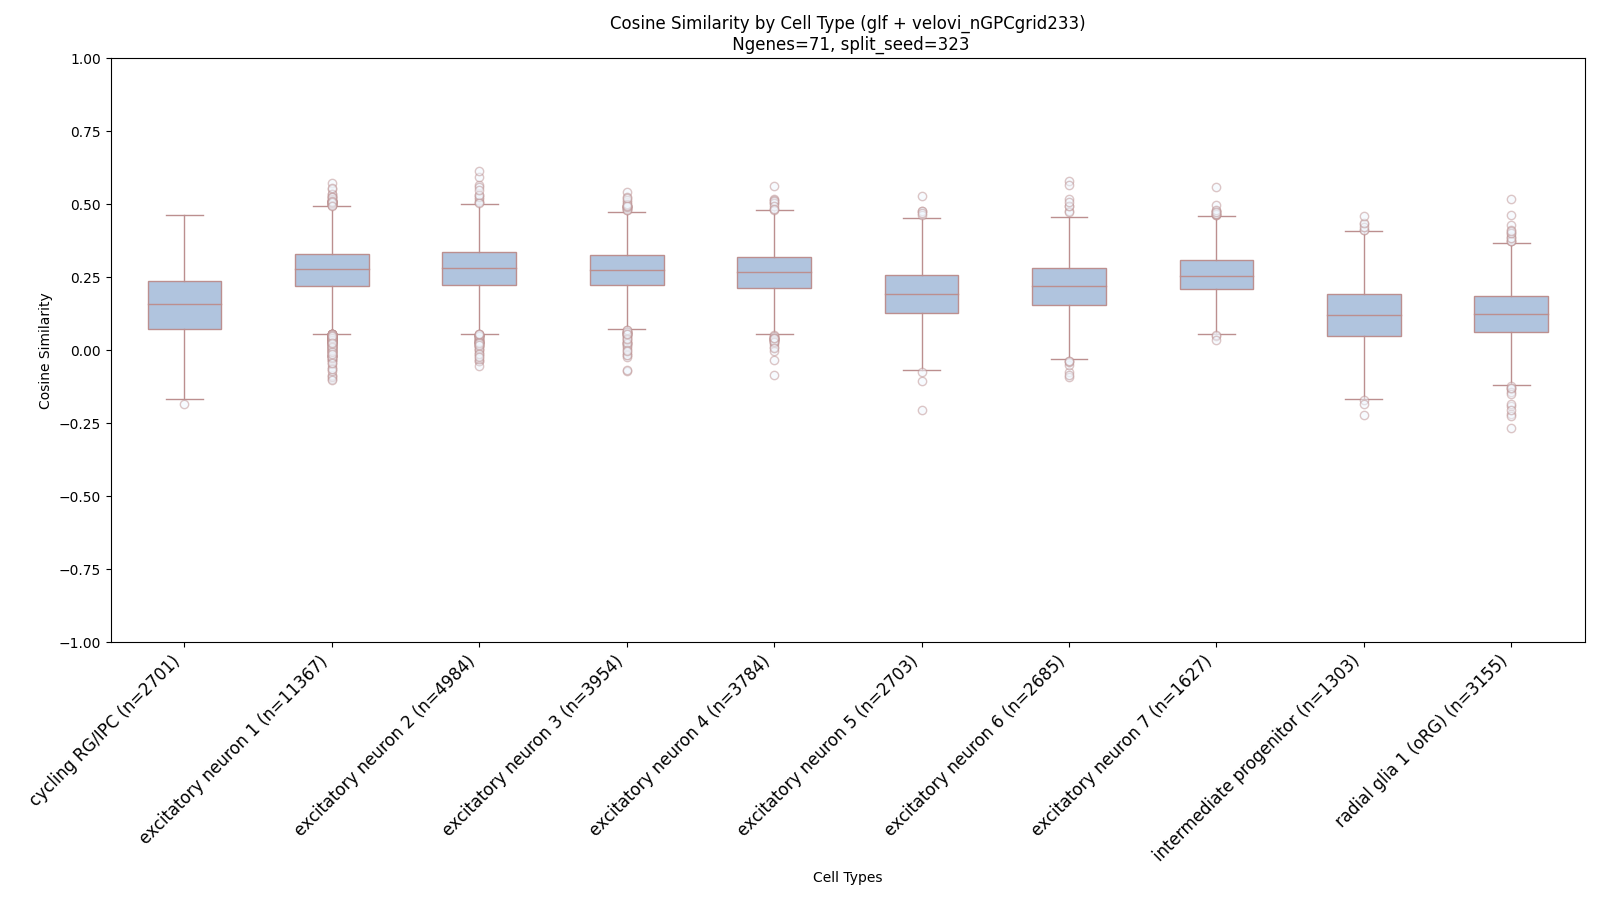 Cosine Similarity by Cell Type (glf + velovi_nGPCgrid233)
Ngenes=71, split_seed=323
1.00
0.75
0.50
0.25
0.00
−0.25
−0.50
−0.75
−1.00
Cosine Similarity
cycling RG/IPC (n=2701)
excitatory neuron 1 (n=11367)
excitatory neuron 2 (n=4984)
excitatory neuron 3 (n=3954)
excitatory neuron 4 (n=3784)
excitatory neuron 5 (n=2703)
excitatory neuron 6 (n=2685)
excitatory neuron 7 (n=1627)
intermediate progenitor (n=1303)
radial glia 1 (oRG) (n=3155)
Cell Types